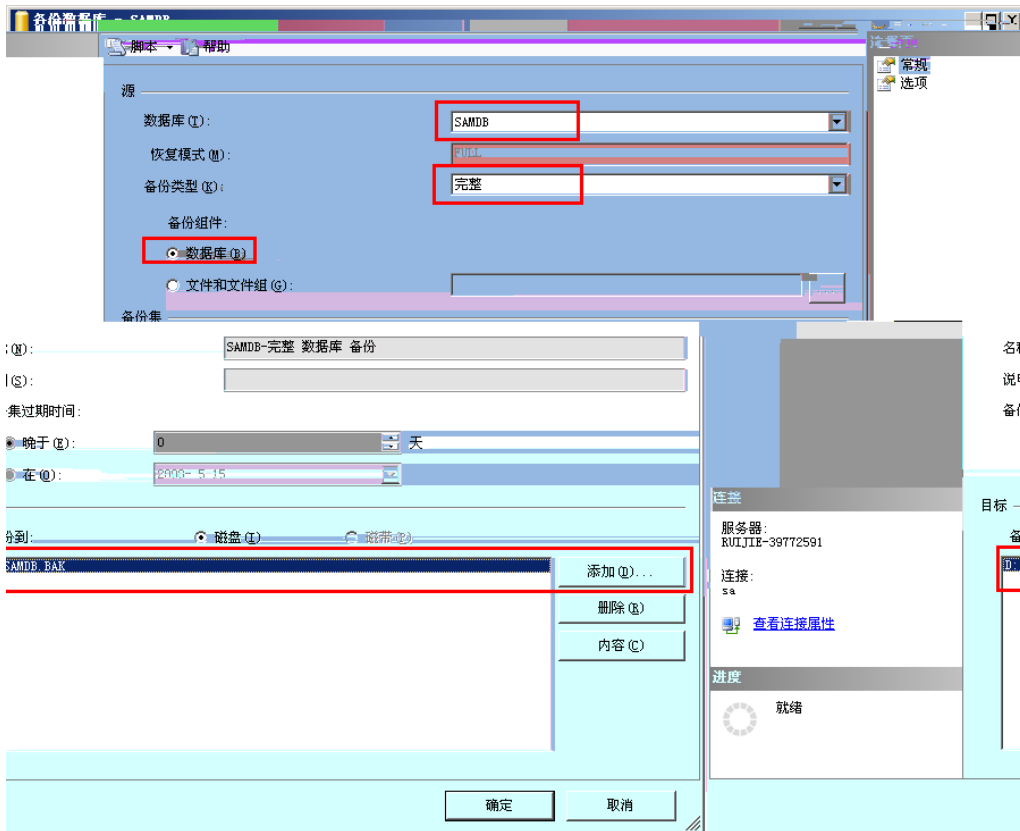 备份数据库 - SAMDB
脚本 帮助
选择页
常规
选项
源
数据库(T):
SAMDB
恢复模式(M):
FULL
备份类型(K):
完整
备份组件:
数据库(B)
文件和文件组(G):
备份集
(N):
SAMDB-完整 数据库 备份
(S):
集过期时间:
晚于(E):
0
天
在(O):
份到:
磁盘(I)
磁带(P)
SAMDB.BAK
添加(D)...
删除(R)
内容(C)
确定
取消
连接
服务器:
RUIJIE-39772591
连接:
sa
查看连接属性
进度
就绪
名称
说明
备份
目标
备
D: